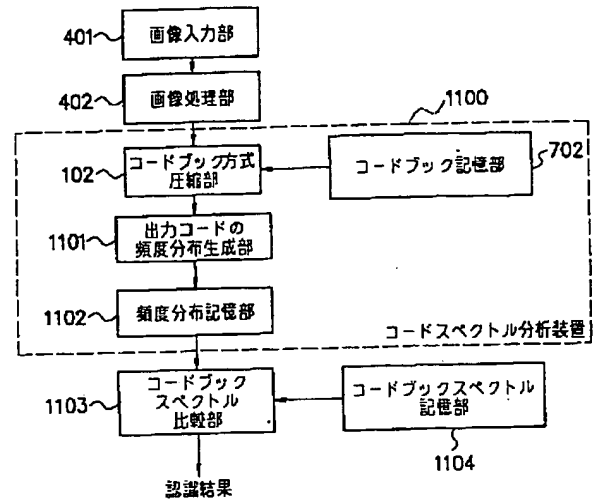 401
画像入力部
402
画像処理部
1100
102
コードブック方式
圧縮部
コードブック記憶部
702
1101
出力コードの
頻度分布生成部
1102
頻度分布記憶部
コードスペクトル分析装置
1103
コードブック
スペクトル
比較部
コードブックスペクトル
記憶部
1104
認識結果